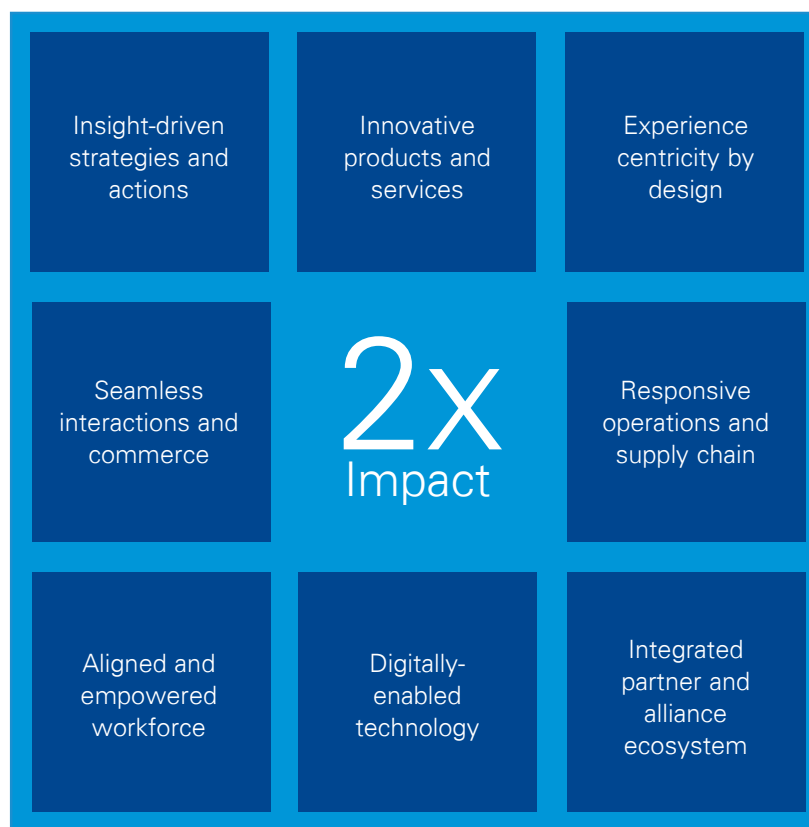 Insight-driven
strategies and
actions
Innovative
products and
services
Experience
centricity by
design
Seamless
interactions and
commerce
2x
Impact
Responsive
operations and
supply chain
Aligned and
empowered
workforce
Digitally-
enabled
technology
Integrated
partner and
alliance
ecosystem